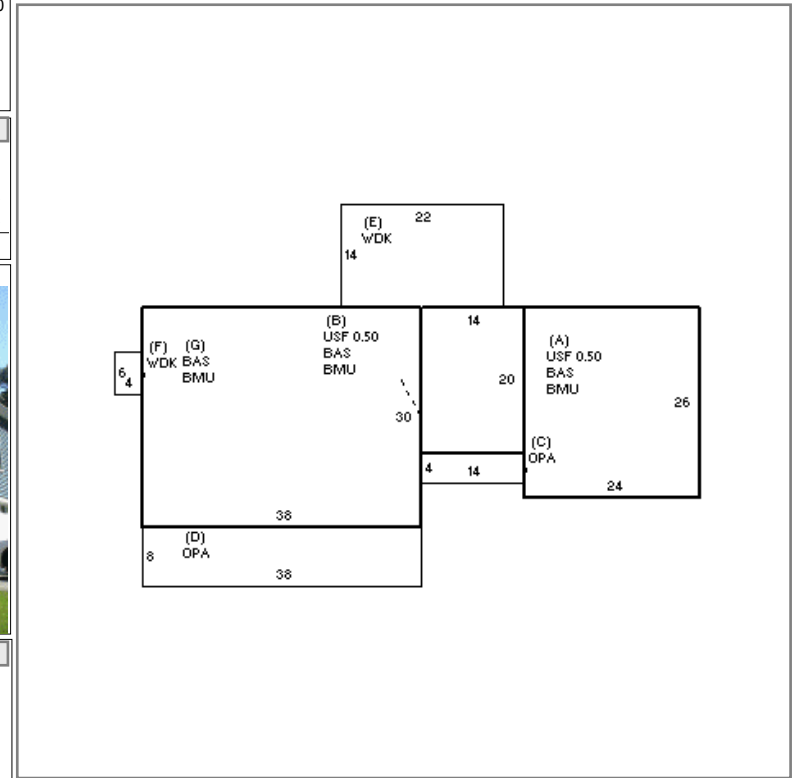 (E)
WDK
22
14
(F)
WDK
6
4
(G)
BAS
BMU
(B)
USF 0.50
BAS
BMU
30
38
14
20
(A)
USF 0.50
BAS
BMU
26
24
(C)
OPA
4
14
(D)
OPA
8
38